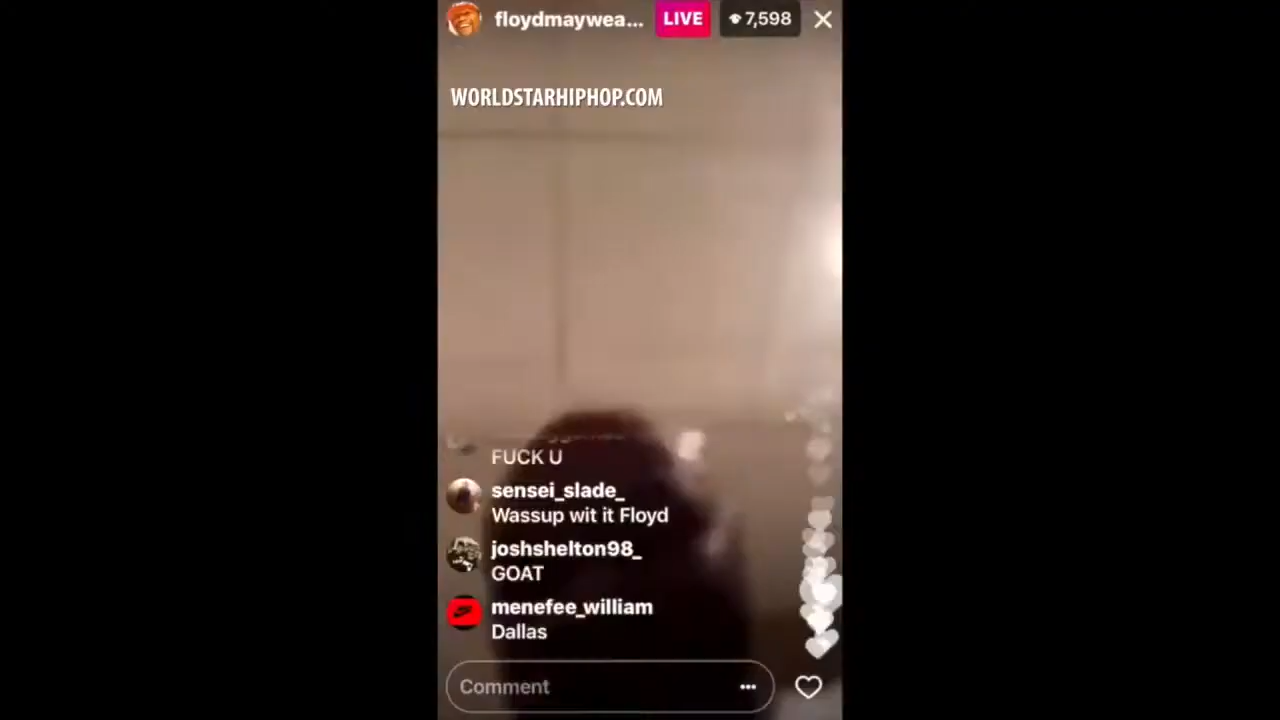 floydmaywea...
LIVE
7,598
WORLDSTARHIPHOP.COM
FUCK U
sensei_slade_
Wassup wit it Floyd
joshshelton98_
GOAT
menefee_william
Dallas
Comment